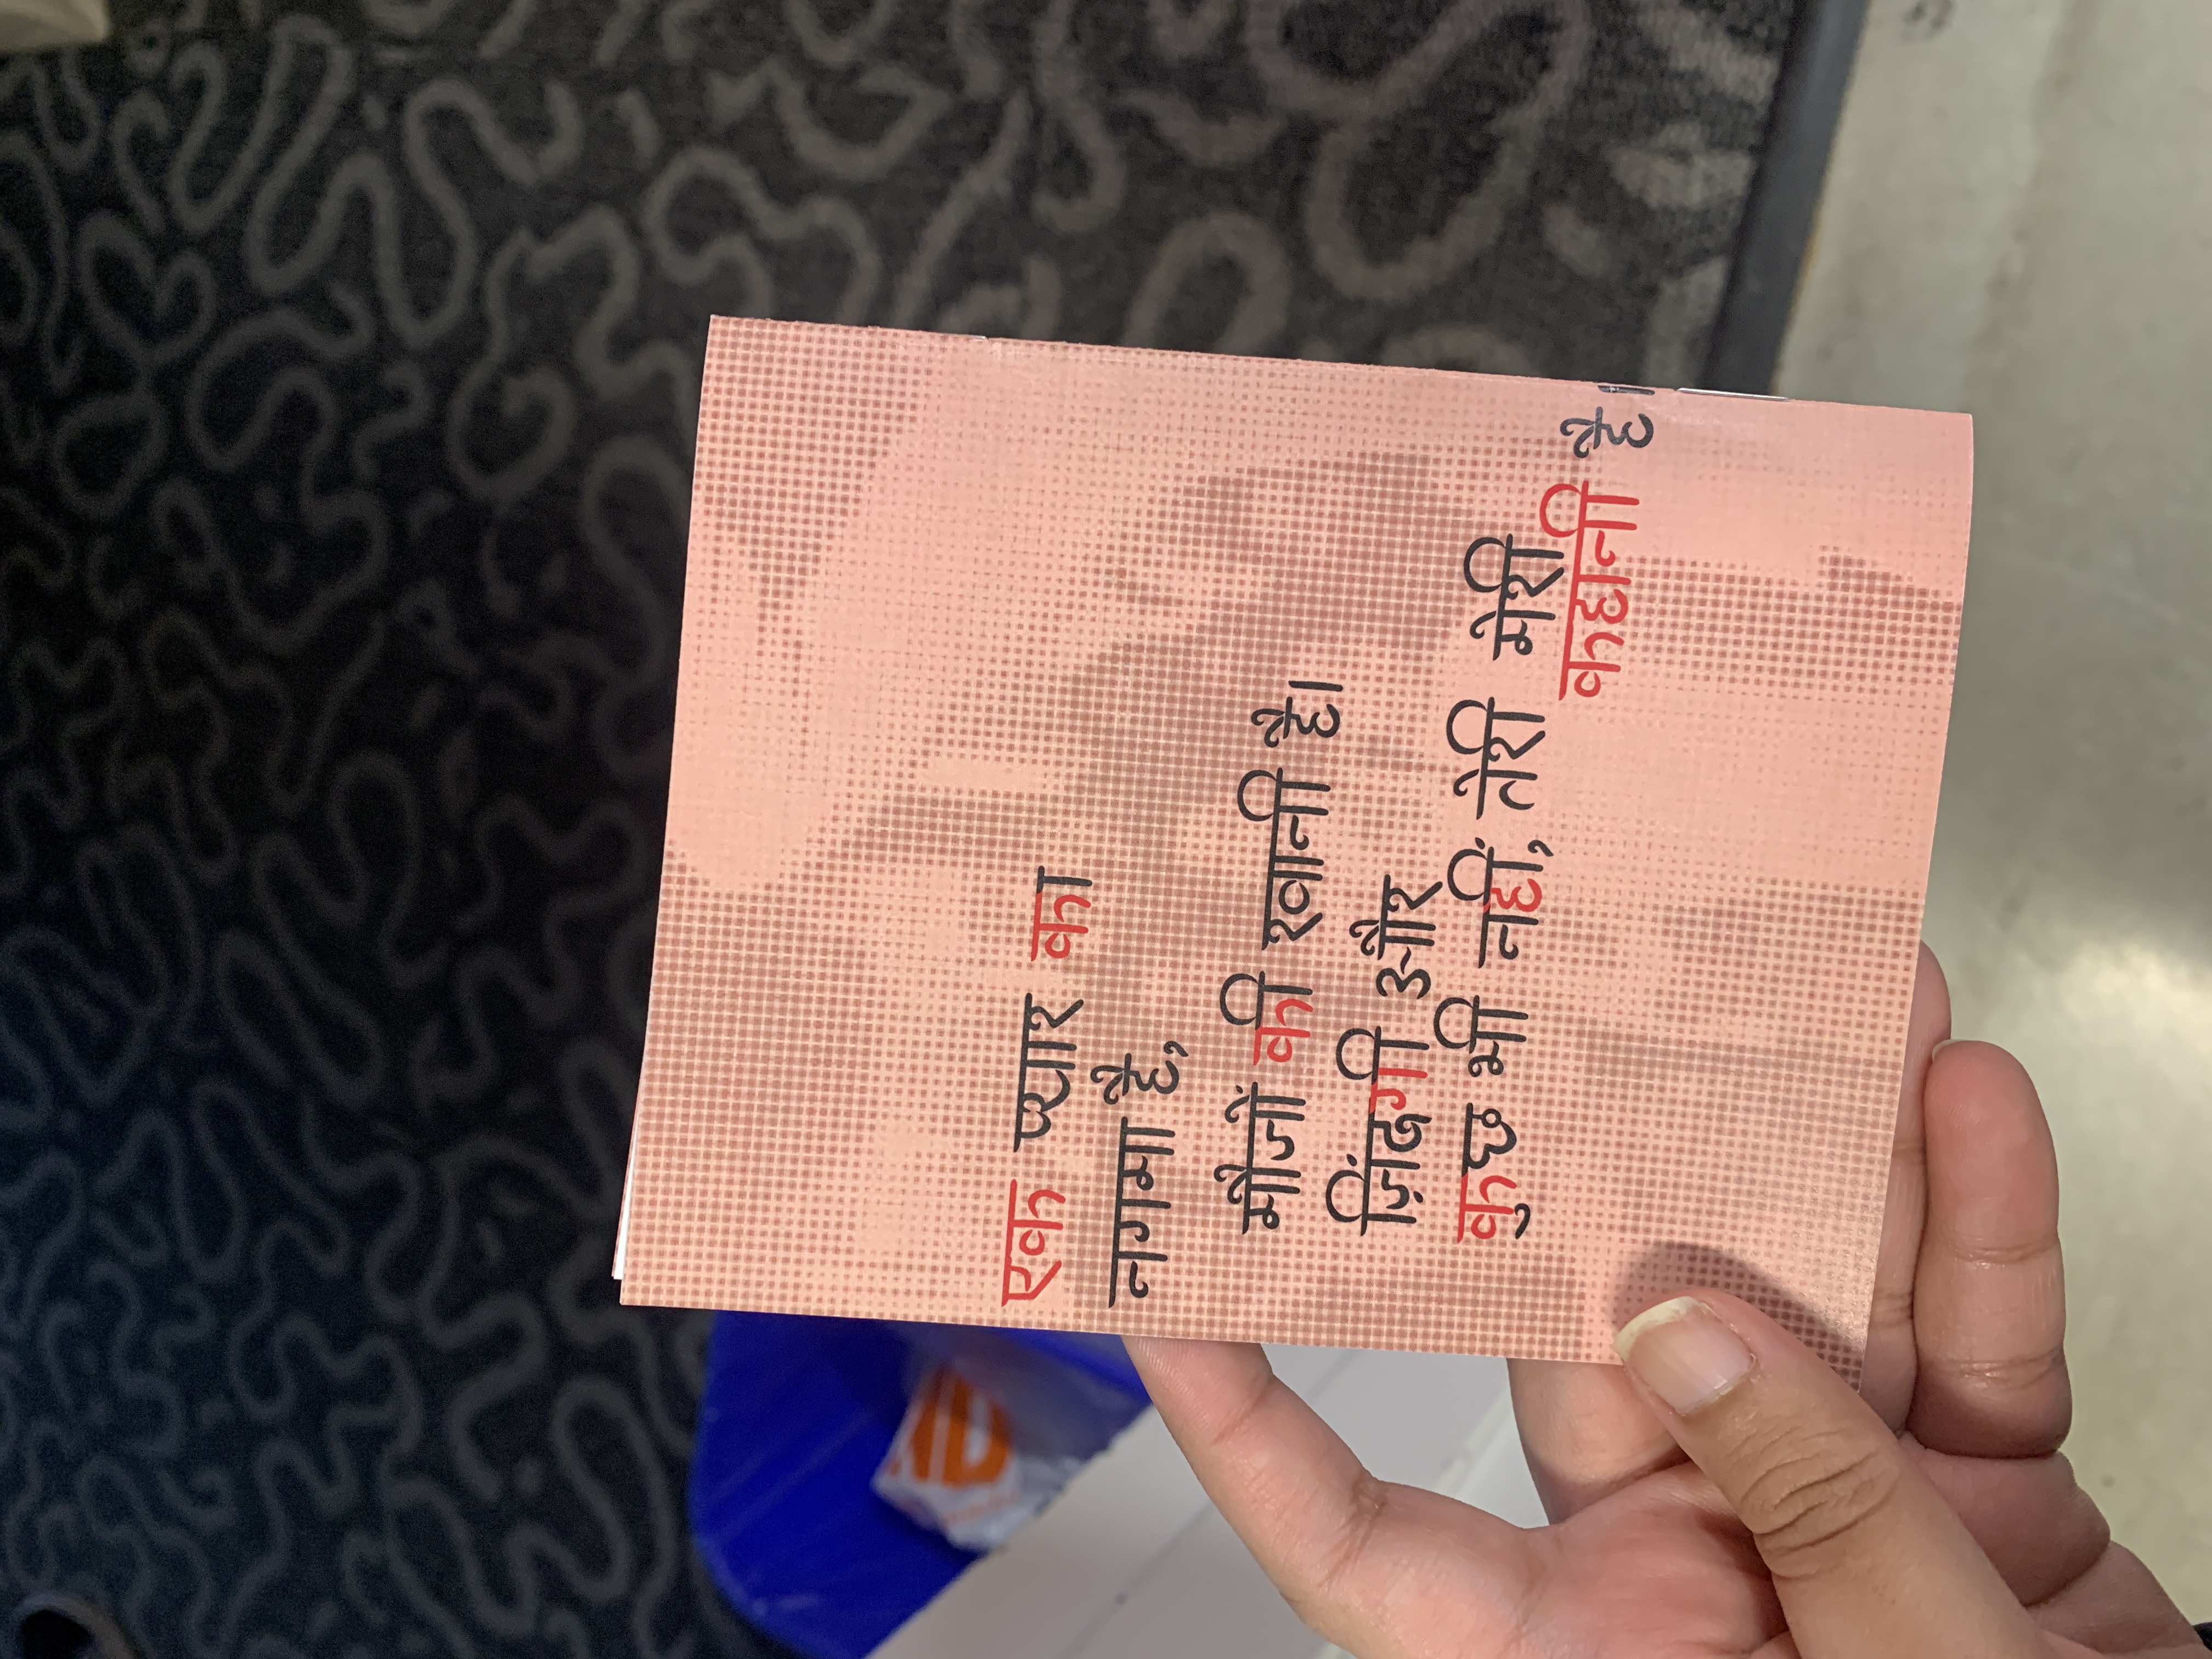 एक प्यार का
नगमा है,
मौजों की रवानी है।
ज़िंदगी और
कुछ भी नहीं, तेरी मेरी
कहानी है।